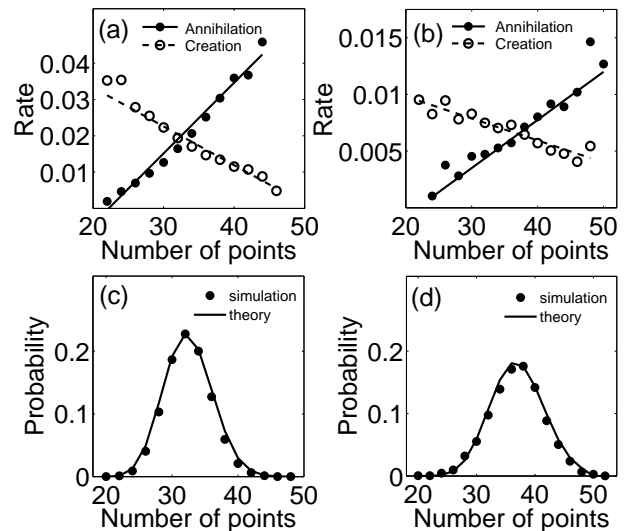 (a)
Annihilation
Creation
Rate
0.04
0.03
0.02
0.01
20 30 40 50
Number of points
(b)
Annihilation
Creation
Rate
0.015
0.01
0.005
20 30 40 50
Number of points
(c)
simulation
theory
Probability
0.2
0.1
0
20 30 40 50
Number of points
(d)
simulation
theory
Probability
0.2
0.1
0
20 30 40 50
Number of points